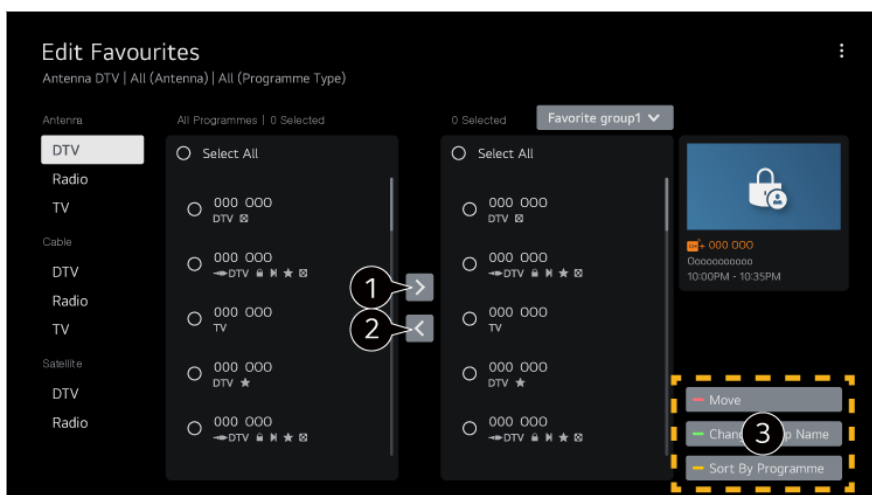 Edit Favourites
Antenna DTV | All (Antenna) | All (Programme Type)
Antenna
DTV
Radio
TV
Cable
DTV
Radio
TV
Satellite
DTV
Radio
All Programmes | 0 Selected
Select All
000 000
DTV
000 000
DTV
000 000
TV
000 000
DTV
000 000
DTV
1
2
0 Selected
Favorite group1
Select All
000 000
DTV
000 000
DTV
000 000
TV
000 000
DTV
000 000
DTV
+ 000 000
Ooooooooooo
10:00PM - 10:35PM
Move
3
Name
Sort By Programme